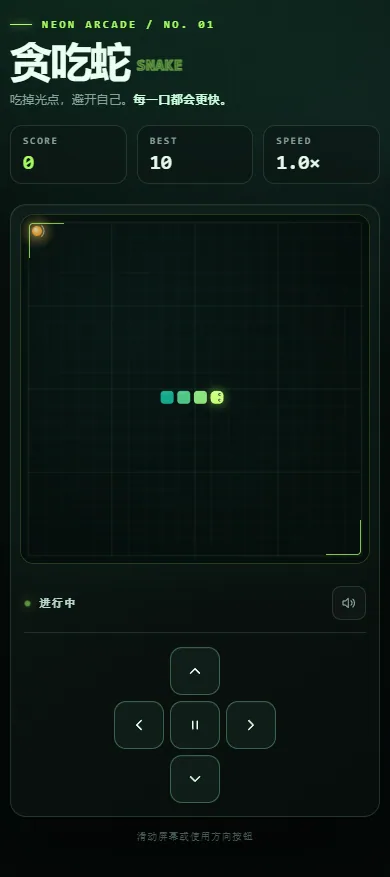 NEON ARCADE / NO. 01
贪吃蛇 SNAKE
吃掉光点，避开自己。每一口都会更快。
SCORE BEST SPEED
0 10 1.0×
进行中
滑动屏幕或使用方向按钮